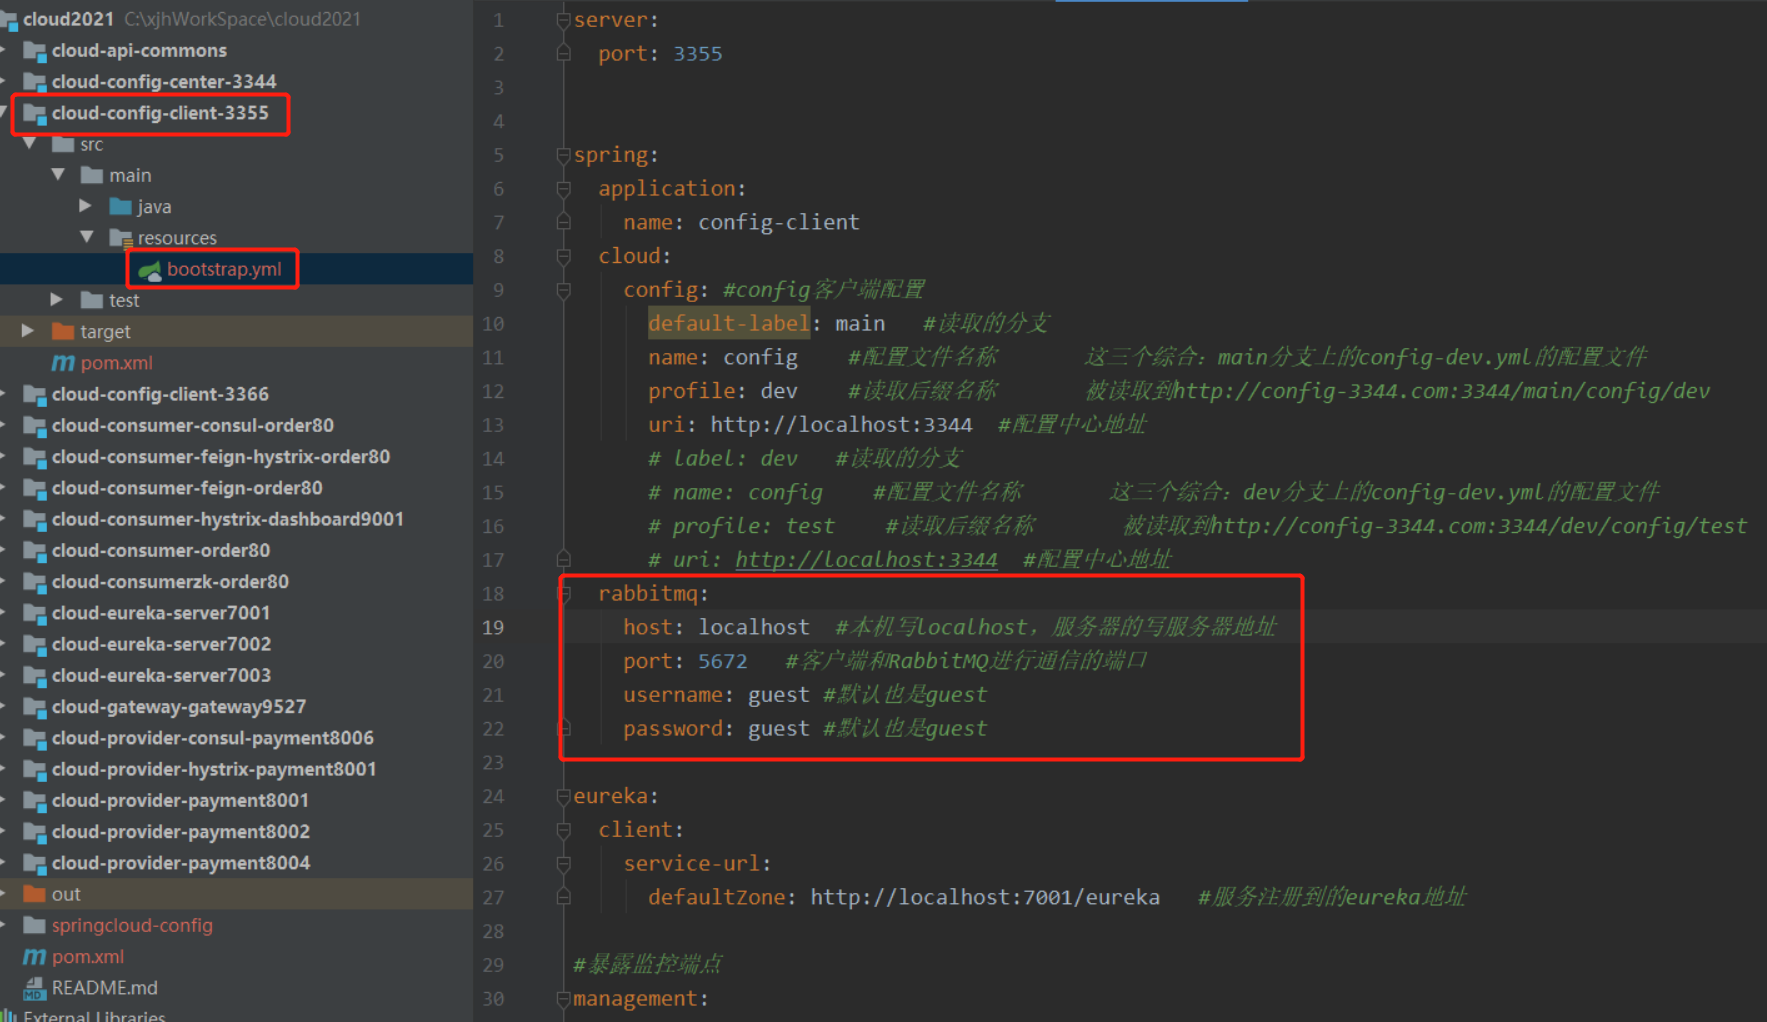 cloud2021 C:\xjhWorkSpace\cloud2021
cloud-api-commons
cloud-config-center-3344
cloud-config-client-3355
src
main
java
resources
bootstrap.yml
test
target
pom.xml
cloud-config-client-3366
cloud-consumer-consul-order80
cloud-consumer-feign-hystrix-order80
cloud-consumer-feign-order80
cloud-consumer-hystrix-dashboard9001
cloud-consumer-order80
cloud-consumerzk-order80
cloud-eureka-server7001
cloud-eureka-server7002
cloud-eureka-server7003
cloud-gateway-gateway9527
cloud-provider-consul-payment8006
cloud-provider-hystrix-payment8001
cloud-provider-payment8001
cloud-provider-payment8002
cloud-provider-payment8004
out
springcloud-config
pom.xml
README.md
External Libraries
1 server:
2 port: 3355
3
4
5 spring:
6 application:
7 name: config-client
8 cloud:
9 config: #config客户端配置
10 default-label: main #读取的分支
11 name: config #配置文件名称 这三个综合：main分支上的config-dev.yml的配置文件
12 profile: dev #读取后缀名称 被读取到http://config-3344.com:3344/main/config/dev
13 uri: http://localhost:3344 #配置中心地址
14 # label: dev #读取的分支
15 # name: config #配置文件名称 这三个综合：dev分支上的config-dev.yml的配置文件
16 # profile: test #读取后缀名称 被读取到http://config-3344.com:3344/dev/config/test
17 # uri: http://localhost:3344 #配置中心地址
18 rabbitmq:
19 host: localhost #本机写localhost，服务器的写服务器地址
20 port: 5672 #客户端和RabbitMQ进行通信的端口
21 username: guest #默认也是guest
22 password: guest #默认也是guest
23
24 eureka:
25 client:
26 service-url:
27 defaultZone: http://localhost:7001/eureka #服务注册到的eureka地址
28
29 #暴露监控端点
30 management: